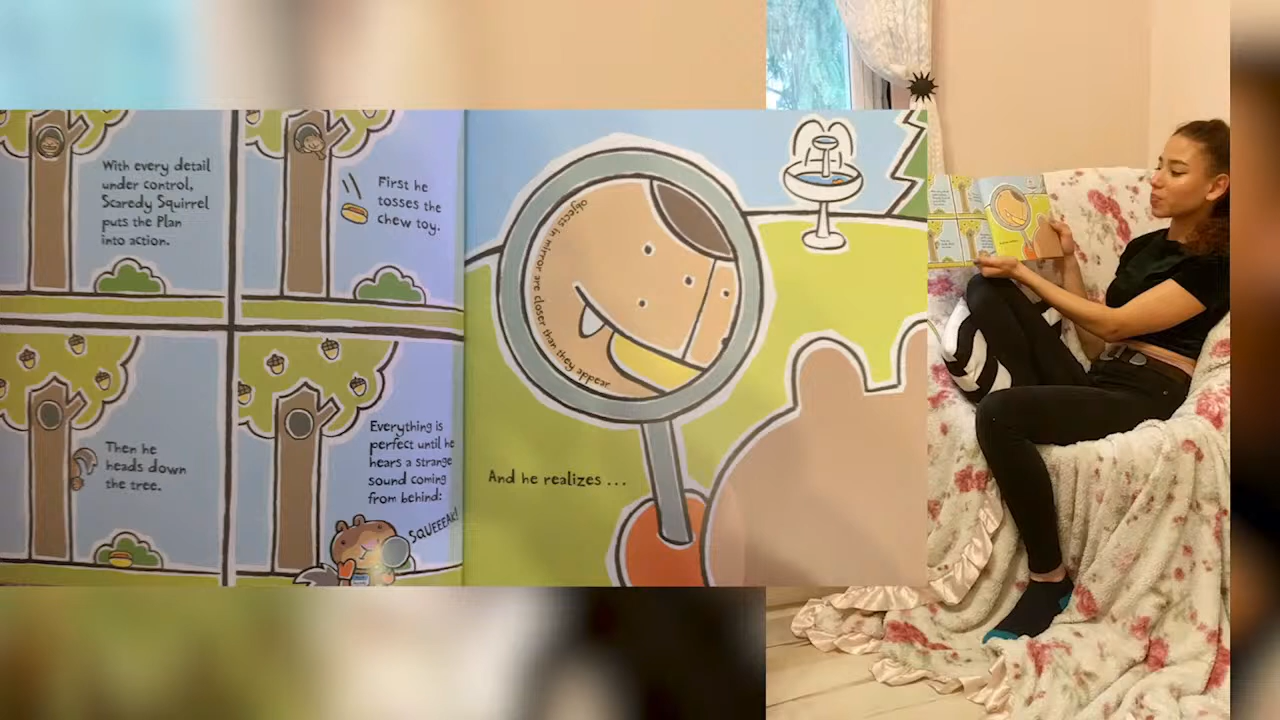 With every detail
under control,
Scaredy Squirrel
puts the Plan
into action.
First he
tosses the
chew toy.
Then he
heads down
the tree.
Everything is
perfect until he
hears a strange
sound coming
from behind:
SQUEEEAK!
objects in mirror are closer than they appear
And he realizes ...